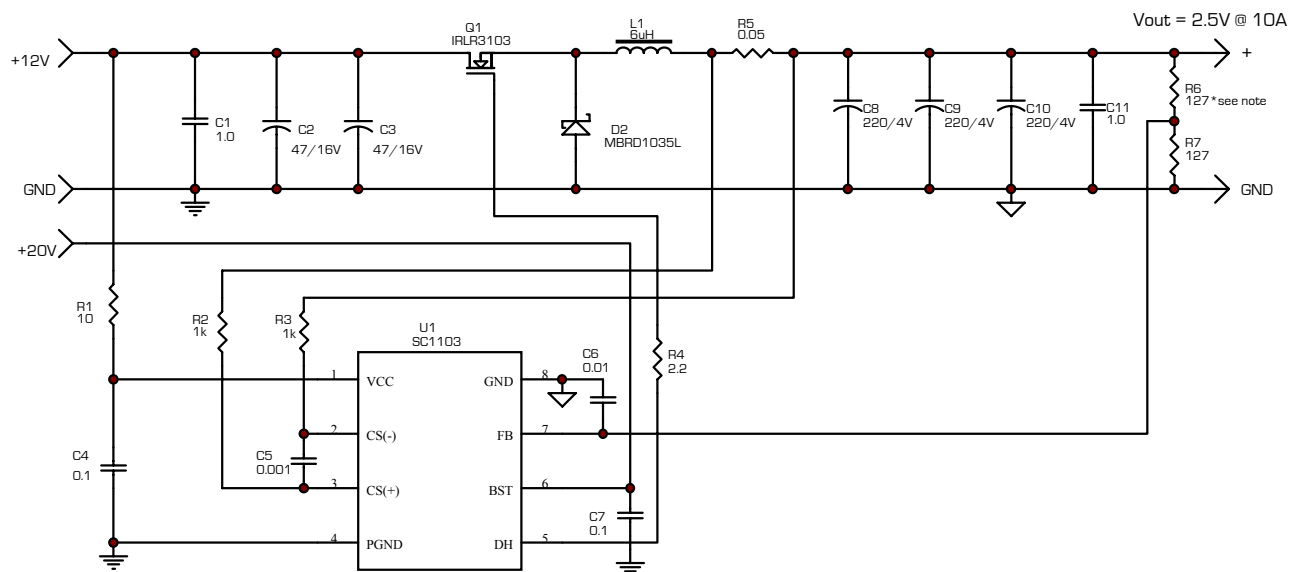 Vout = 2.5V @ 10A
Q1
IRLR3103
L1
6uH
R5
0.05
+12V
+
C1
1.0
C2
47/16V
C3
47/16V
D2
MBRD1035L
C8
220/4V
C9
220/4V
C10
220/4V
C11
1.0
R6
127*see note
R7
127
GND
GND
+20V
R1
10
R2
1k
R3
1k
U1
SC1103
C6
0.01
R4
2.2
1
VCC
GND
8
2
CS(-)
FB
7
C5
0.001
C4
0.1
3
CS(+)
BST
6
C7
0.1
4
PGND
DH
5